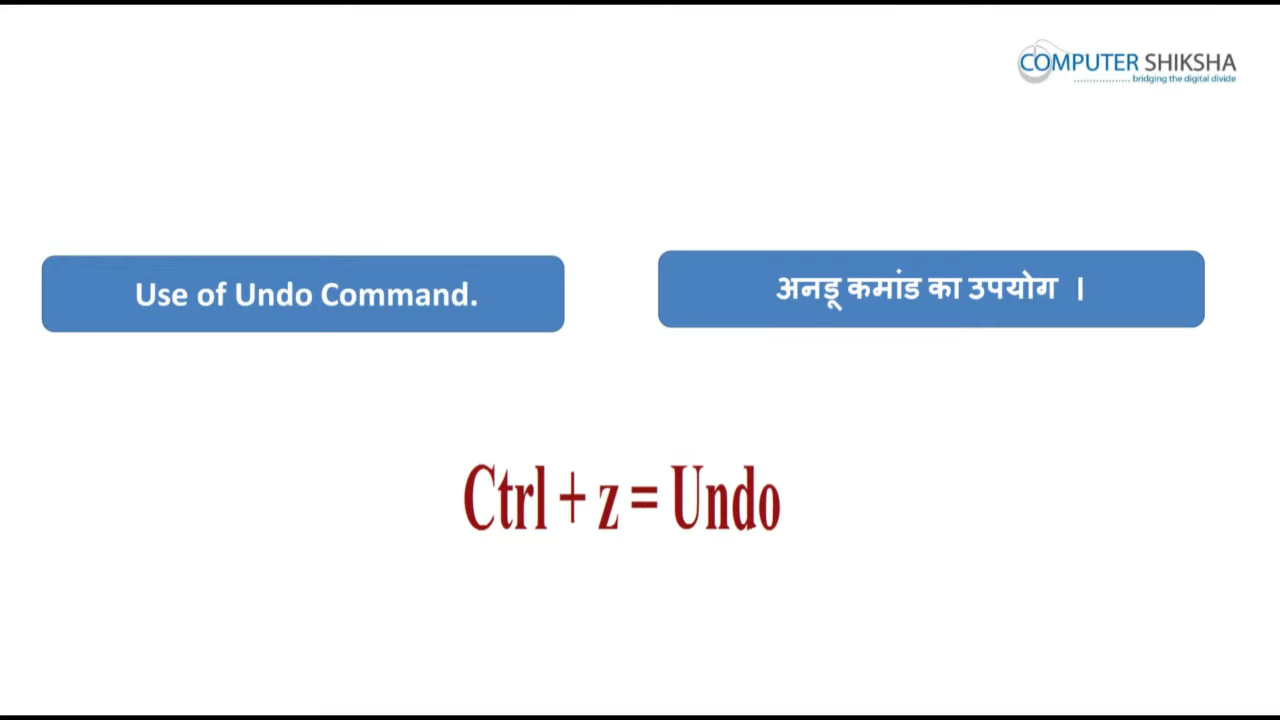 COMPUTER SHIKSHA
bridging the digital divide
Use of Undo Command.
अनडू कमांड का उपयोग ।
Ctrl + z = Undo